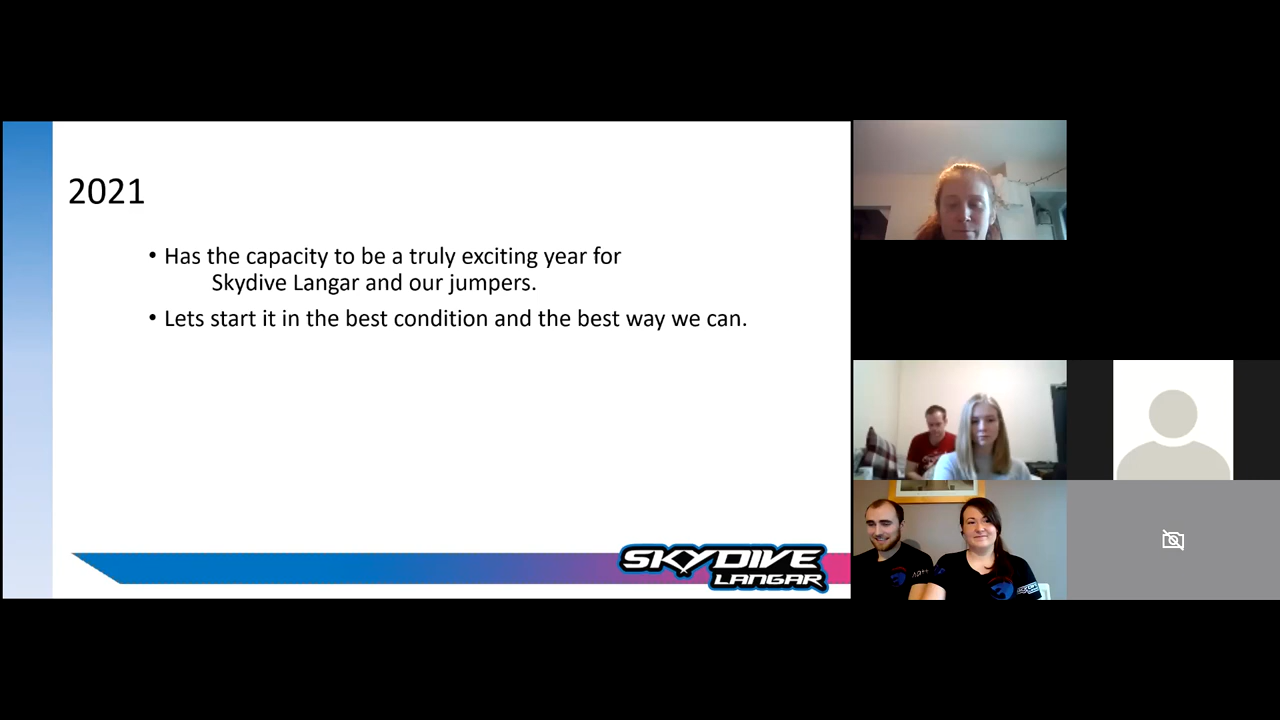 2021
• Has the capacity to be a truly exciting year for
Skydive Langar and our jumpers.
• Lets start it in the best condition and the best way we can.
SKYDIVE
LANGAR